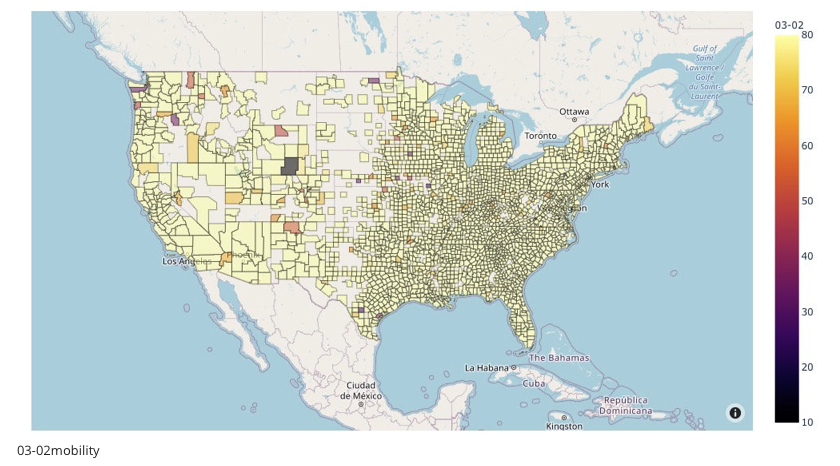 03-02
80
70
60
50
40
30
20
10
Gulf of
Saint
Lawrence /
Golfe
du Saint-
Laurent
Ottawa
Toronto
York
Los Angeles
Phoenix
The Bahamas
La Habana
Cuba
Ciudad
de México
República
Dominicana
Kingston
i
03-02mobility